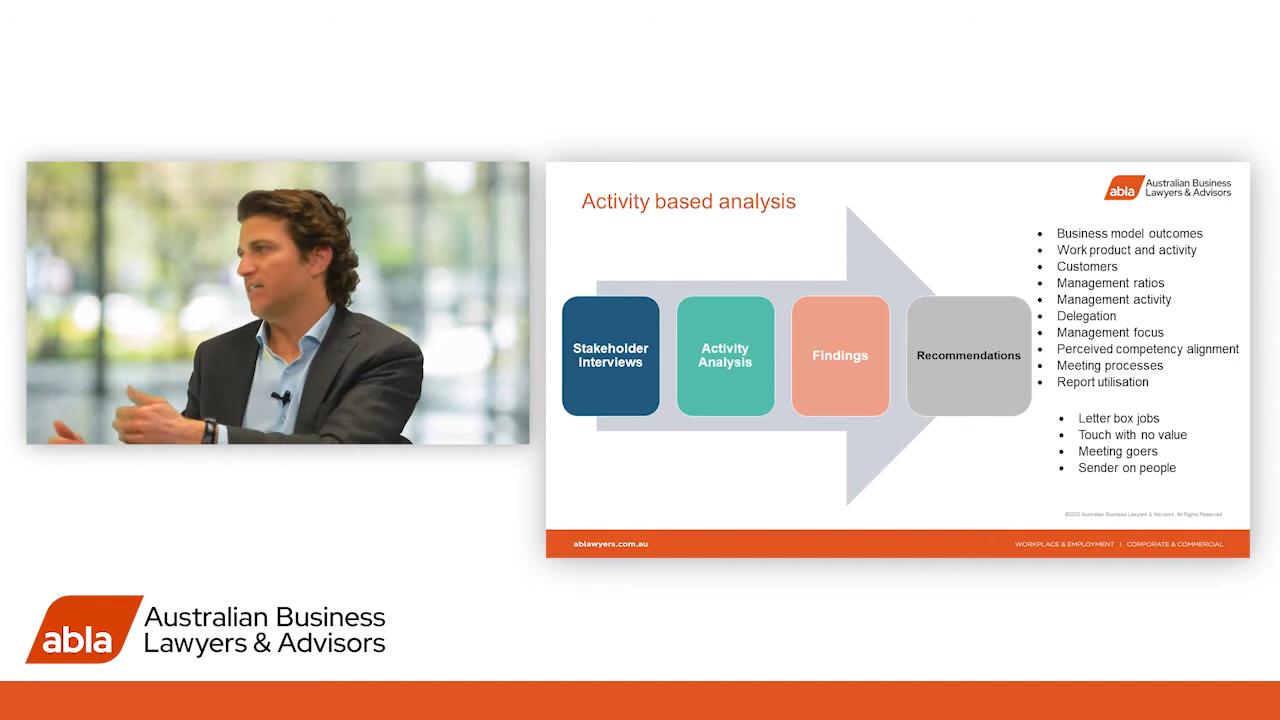 Activity based analysis
abla
Australian Business
Lawyers & Advisors
Stakeholder
Interviews
Activity
Analysis
Findings
Recommendations
• Business model outcomes
• Work product and activity
• Customers
• Management ratios
• Management activity
• Delegation
• Management focus
• Perceived competency alignment
• Meeting processes
• Report utilisation
• Letter box jobs
• Touch with no value
• Meeting goers
• Sender on people
©2020 Australian Business Lawyers & Advisors. All Rights Reserved
ablawyers.com.au
WORKPLACE & EMPLOYMENT | CORPORATE & COMMERCIAL
abla
Australian Business
Lawyers & Advisors